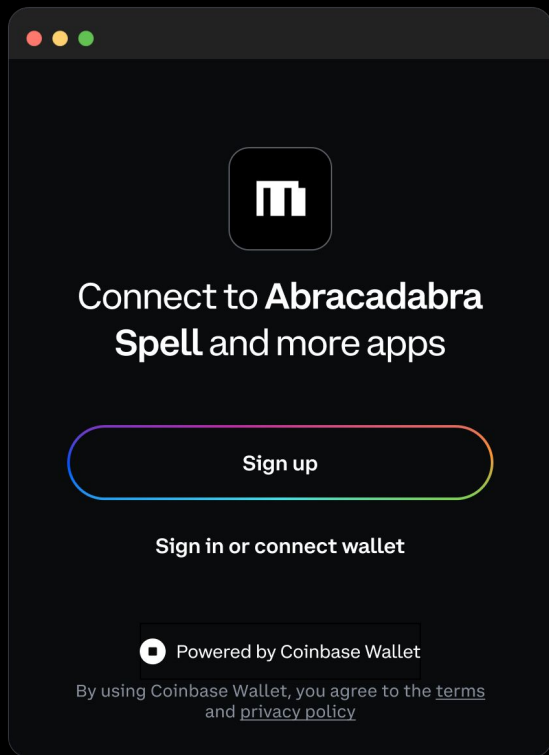 Connect to Abracadabra
Spell and more apps
Sign up
Sign in or connect wallet
Powered by Coinbase Wallet
By using Coinbase Wallet, you agree to the terms
and privacy policy